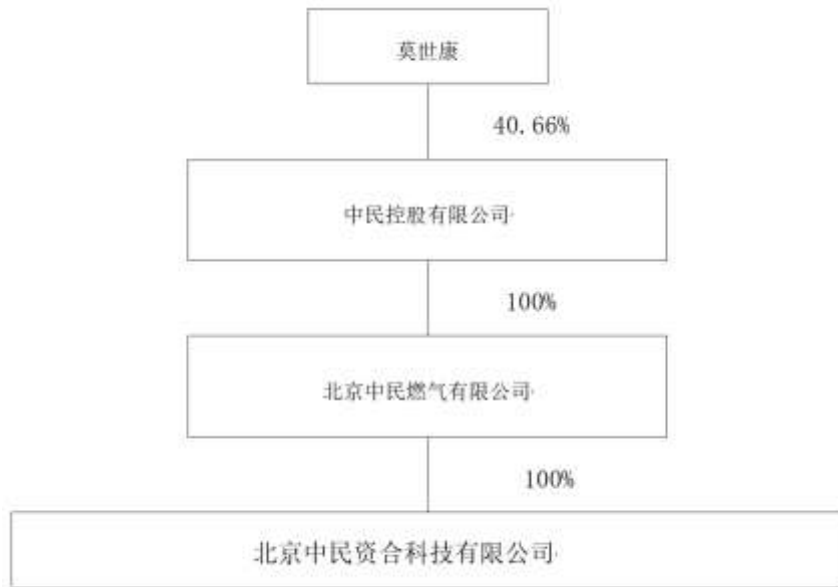 莫世康
40.66%
中民控股有限公司
100%
北京中民燃气有限公司
100%
北京中民资合科技有限公司